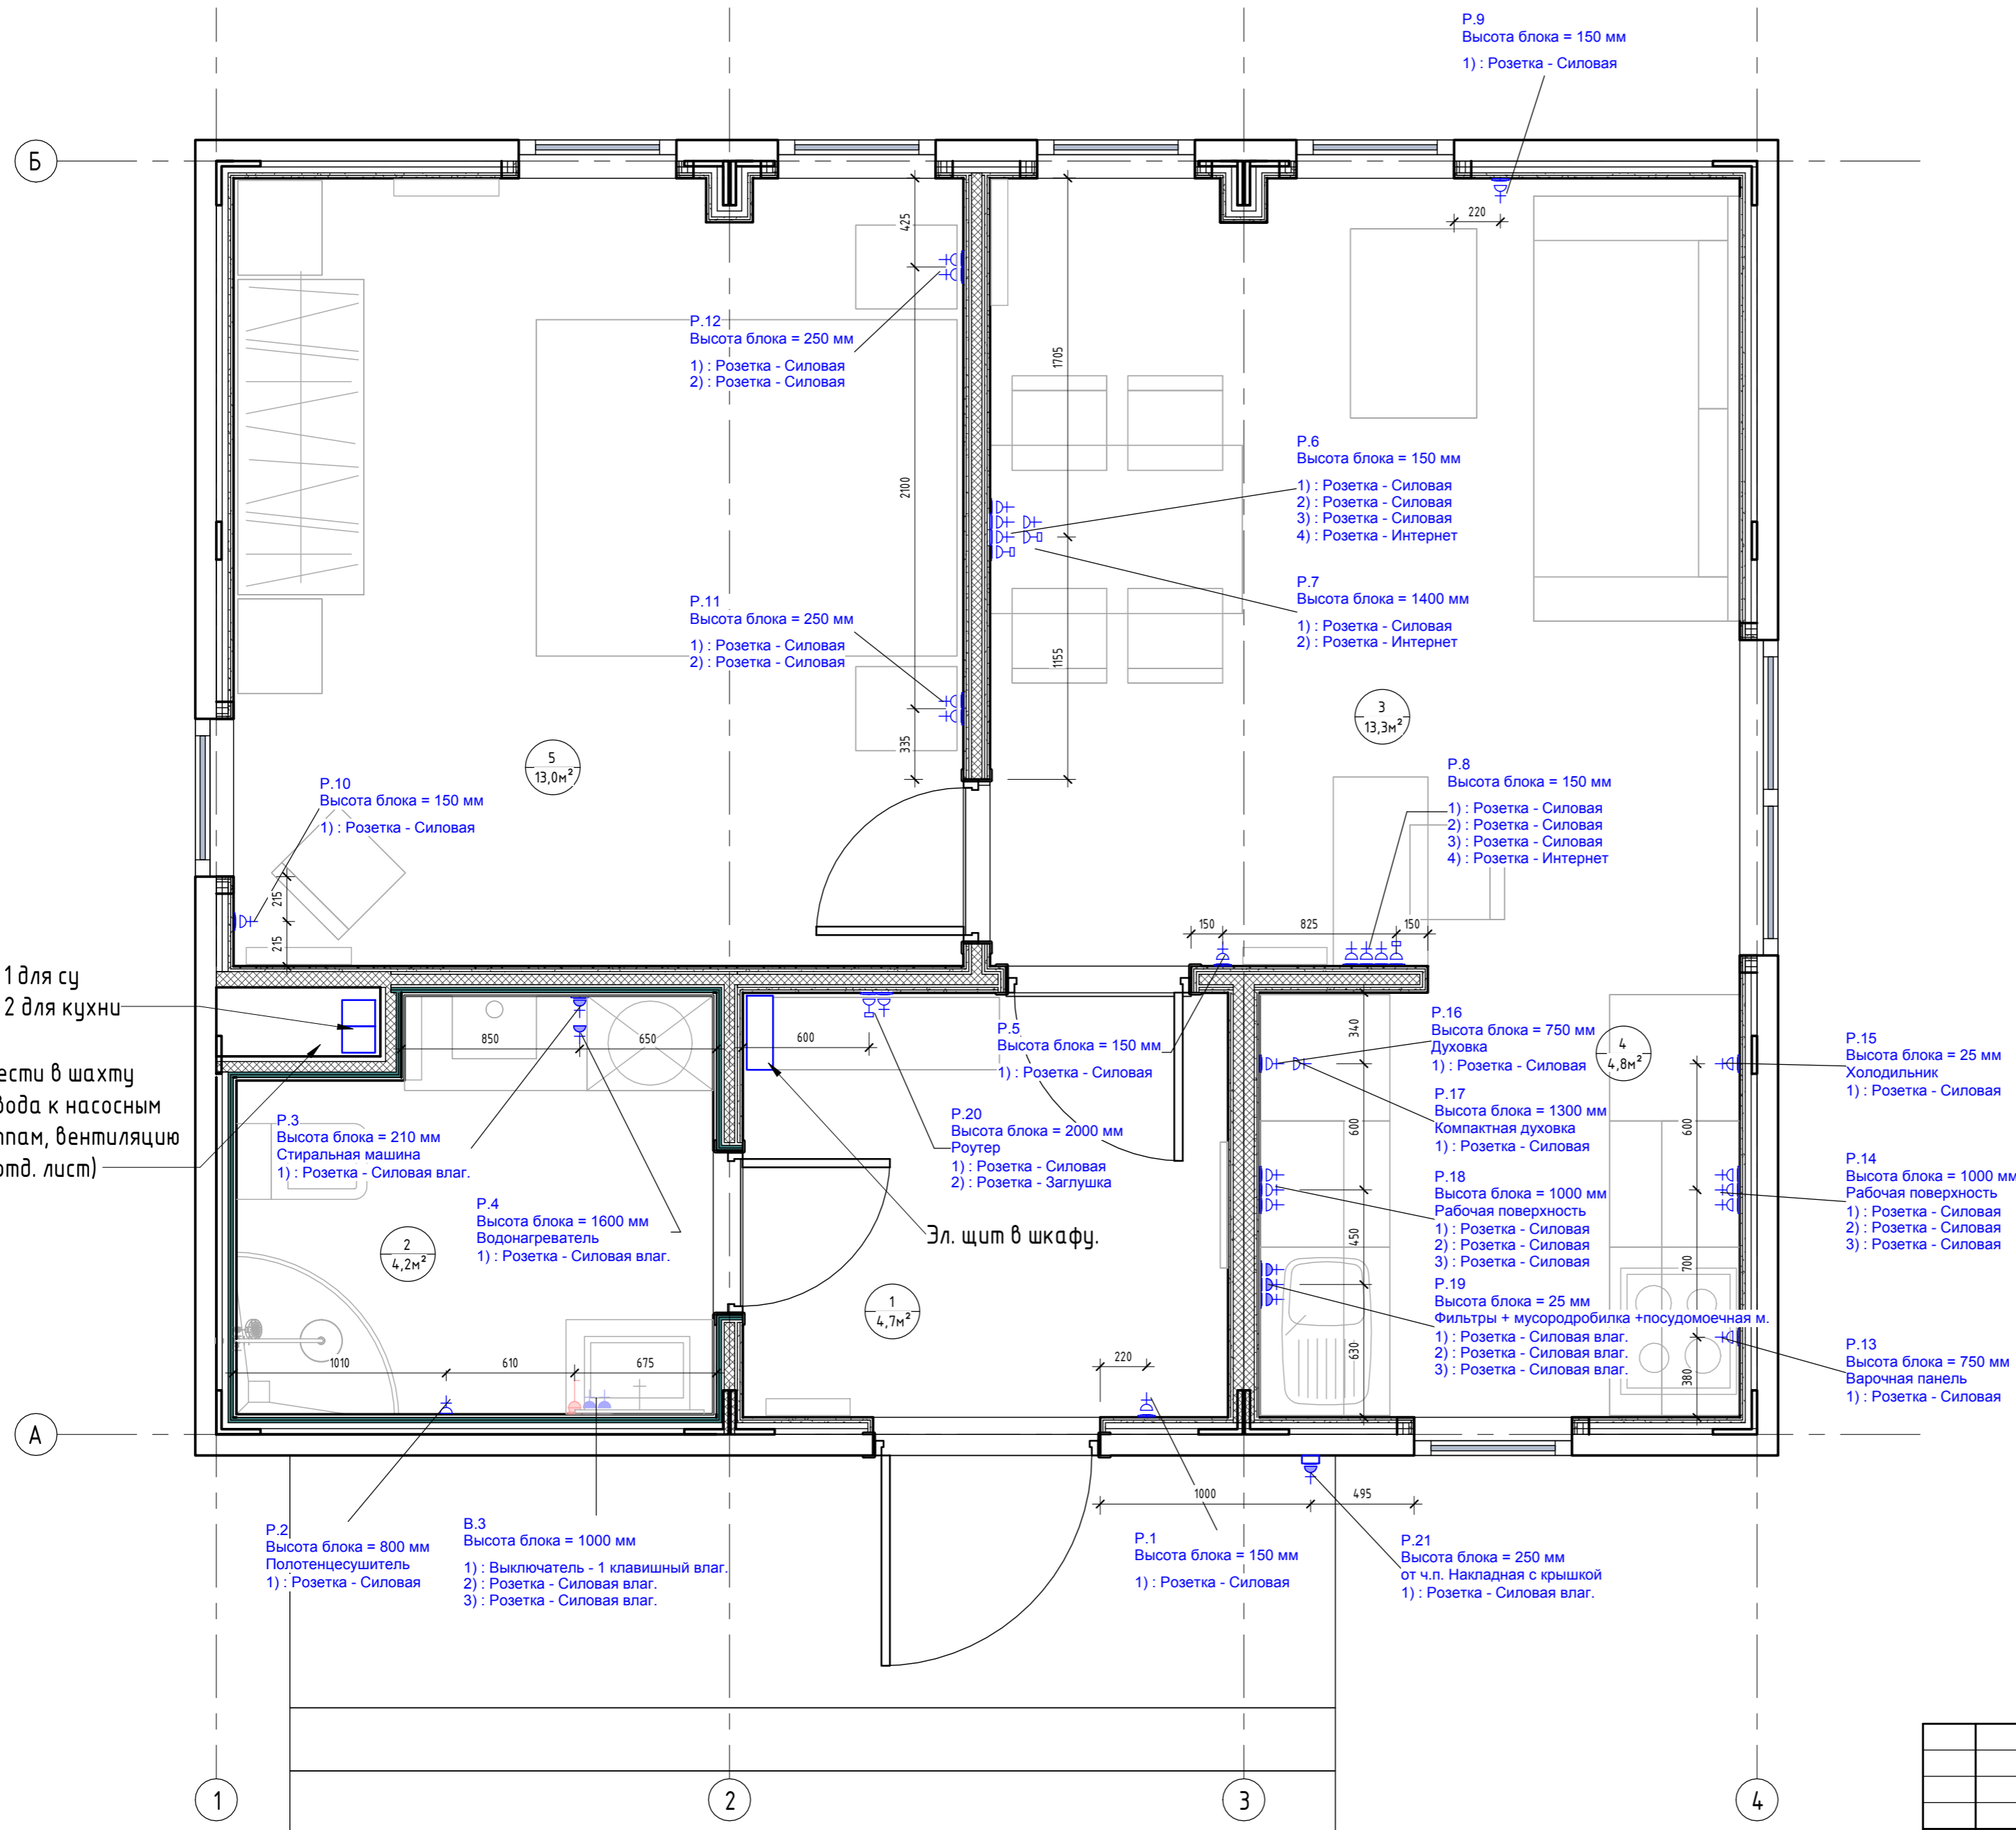 Р.9
Высота блока = 150 мм
1) : Розетка - Силовая
Б
220
425
Р.12
Высота блока = 250 мм
1) : Розетка - Силовая
2) : Розетка - Силовая
1705
2100
Р.6
Высота блока = 150 мм
1) : Розетка - Силовая
2) : Розетка - Силовая
3) : Розетка - Силовая
4) : Розетка - Интернет
Р.7
Высота блока = 1400 мм
1) : Розетка - Силовая
2) : Розетка - Интернет
Р.11
Высота блока = 250 мм
1) : Розетка - Силовая
2) : Розетка - Силовая
1155
335
3
13,3м²
5
13,0м²
Р.10
Высота блока = 150 мм
1) : Розетка - Силовая
215
215
Р.8
Высота блока = 150 мм
1) : Розетка - Силовая
2) : Розетка - Силовая
3) : Розетка - Силовая
4) : Розетка - Интернет
150
825
150
1 для су
2 для кухни
ести в шахту
вода к насосным
ппам, вентиляцию
отд. лист)
850
650
600
Р.5
Высота блока = 150 мм
1) : Розетка - Силовая
340
Р.16
Высота блока = 750 мм
Духовка
1) : Розетка - Силовая
4
4,8м²
Р.15
Высота блока = 25 мм
Холодильник
1) : Розетка - Силовая
Р.17
Высота блока = 1300 мм
Компактная духовка
1) : Розетка - Силовая
600
600
Р.3
Высота блока = 210 мм
Стиральная машина
1) : Розетка - Силовая влаг.
Р.20
Высота блока = 2000 мм
Роутер
1) : Розетка - Силовая
2) : Розетка - Заглушка
Р.14
Высота блока = 1000 мм
Рабочая поверхность
1) : Розетка - Силовая
2) : Розетка - Силовая
3) : Розетка - Силовая
Р.18
Высота блока = 1000 мм
Рабочая поверхность
1) : Розетка - Силовая
2) : Розетка - Силовая
3) : Розетка - Силовая
Р.4
Высота блока = 1600 мм
Водонагреватель
1) : Розетка - Силовая влаг.
Эл. щит в шкафу.
450
700
2
4,2м²
1
4,7м²
Р.19
Высота блока = 25 мм
Фильтры + мусородробилка +посудомоечная м.
1) : Розетка - Силовая влаг.
2) : Розетка - Силовая влаг.
3) : Розетка - Силовая влаг.
630
380
Р.13
Высота блока = 750 мм
Варочная панель
1) : Розетка - Силовая
1010
610
675
220
А
1000
495
Р.2
Высота блока = 800 мм
Полотенцесушитель
1) : Розетка - Силовая
В.3
Высота блока = 1000 мм
1) : Выключатель - 1 клавишный влаг.
2) : Розетка - Силовая влаг.
3) : Розетка - Силовая влаг.
Р.1
Высота блока = 150 мм
1) : Розетка - Силовая
Р.21
Высота блока = 250 мм
от ч.п. Накладная с крышкой
1) : Розетка - Силовая влаг.
1
2
3
4